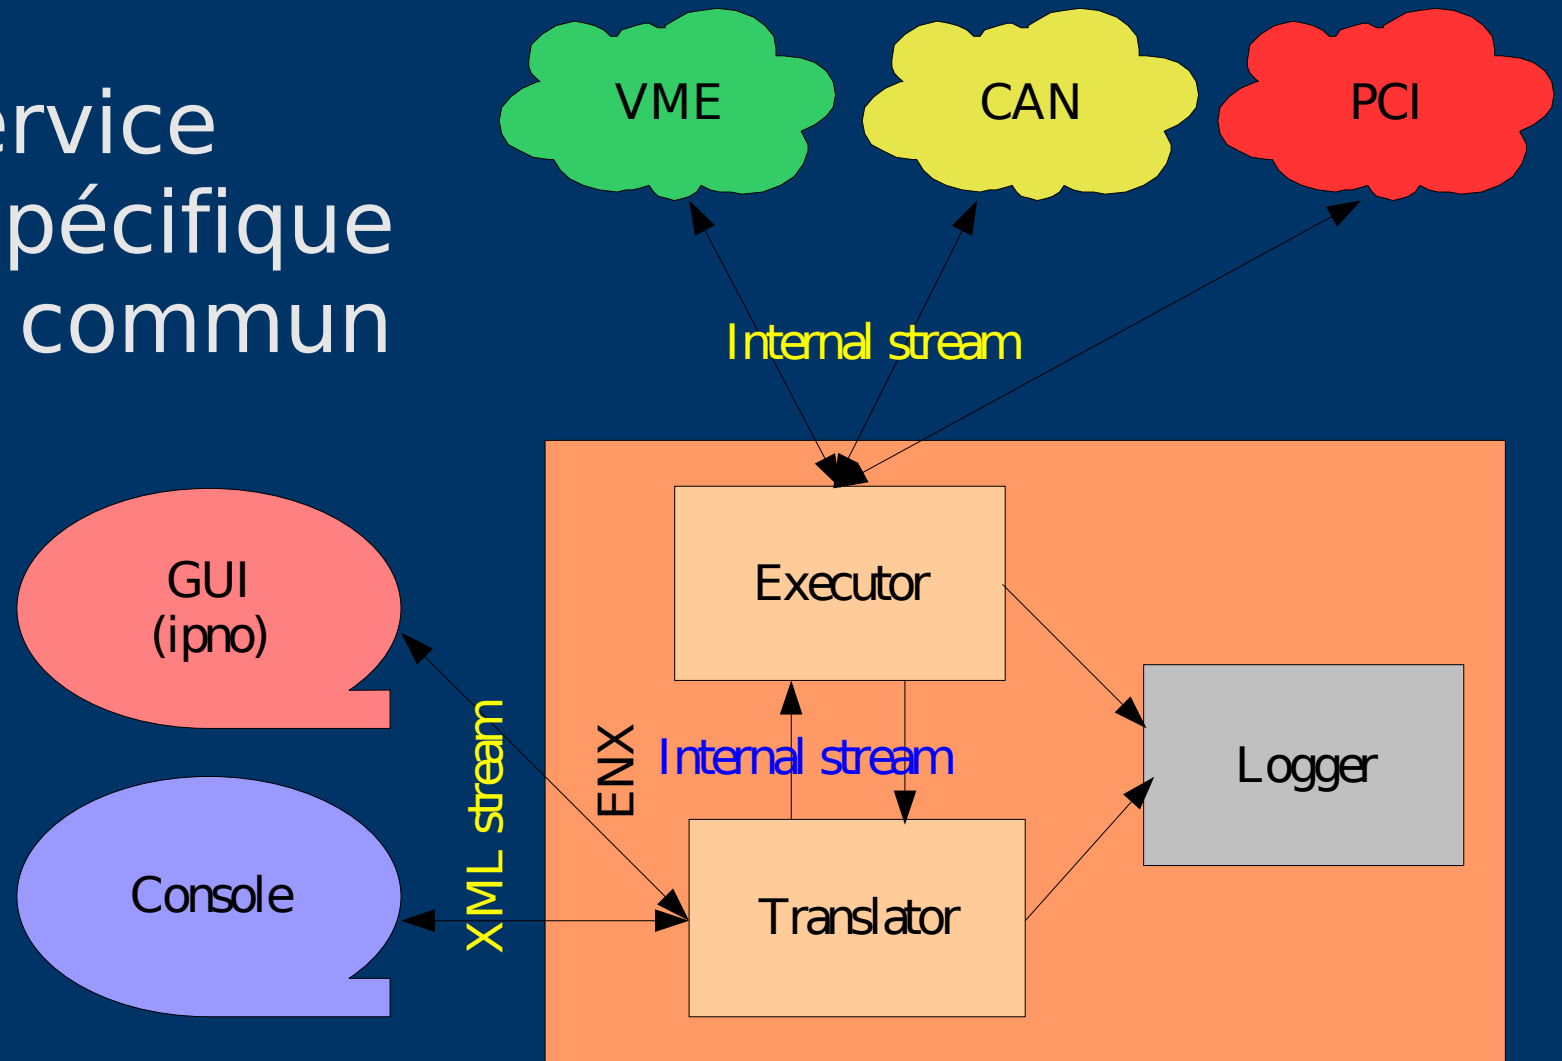 ervice
pécifique
commun
VME
CAN
PCI
Internal stream
GUI
(ipno)
Executor
XML stream
ENX
Internal stream
Logger
Console
Translator